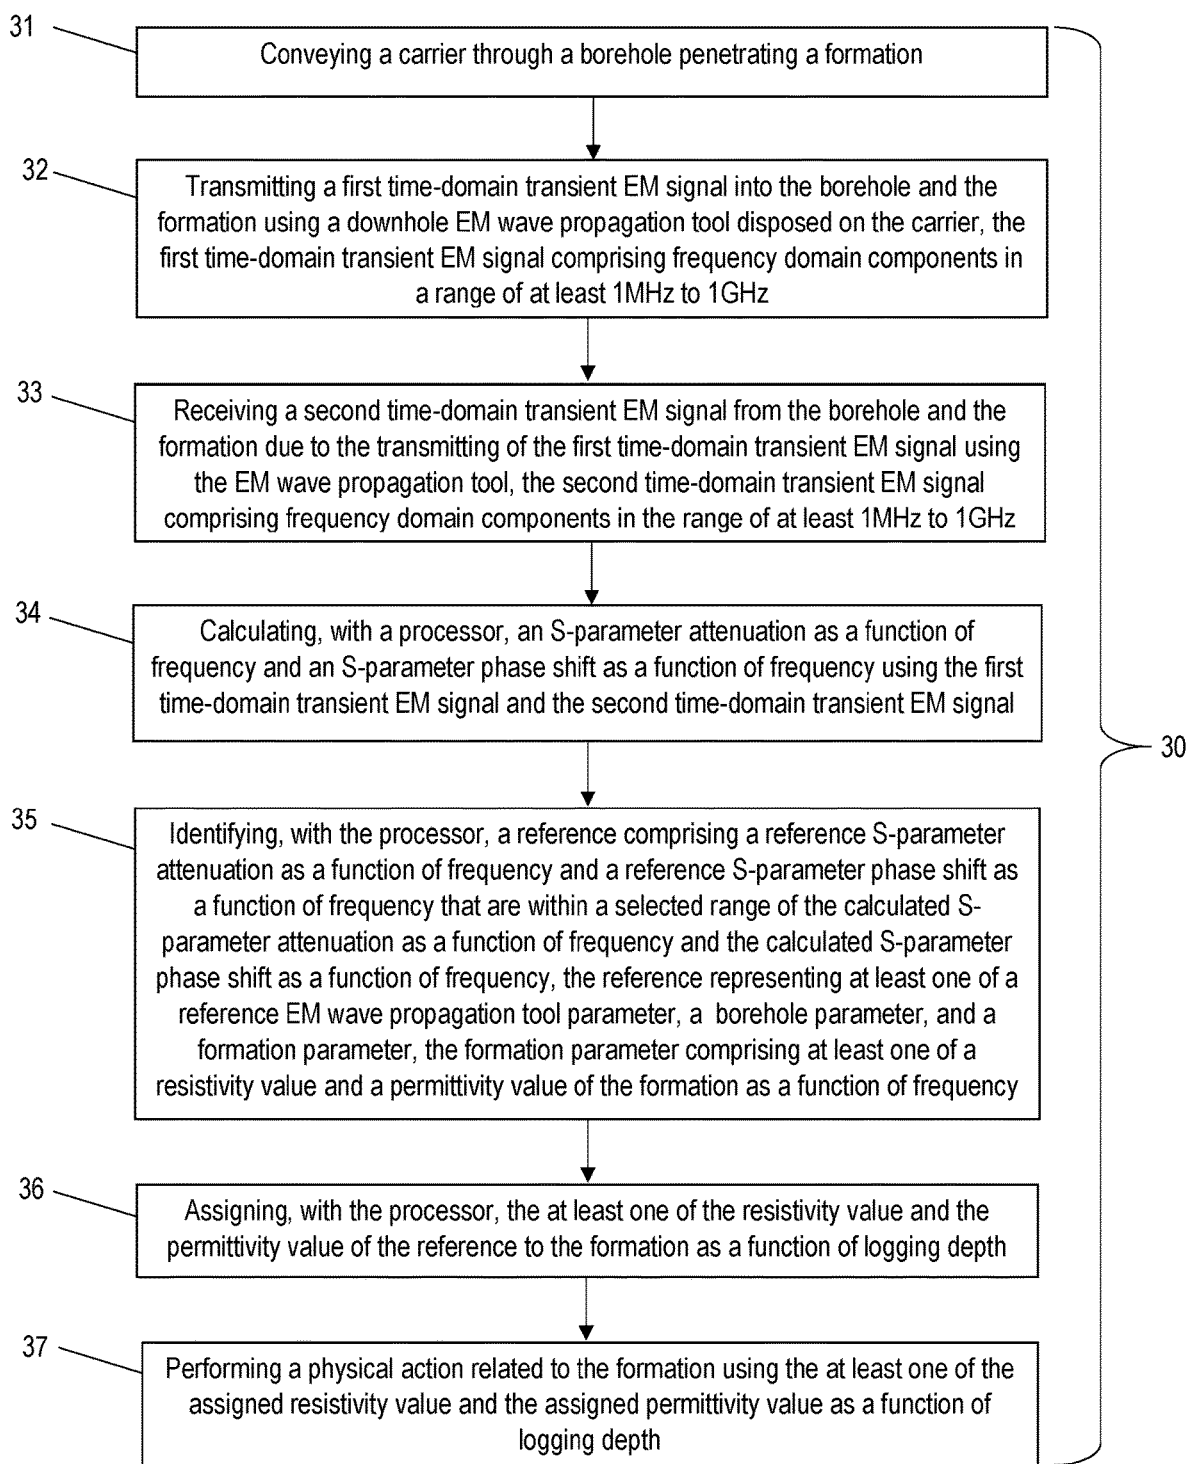 31
Conveying a carrier through a borehole penetrating a formation
32
Transmitting a first time-domain transient EM signal into the borehole and the
formation using a downhole EM wave propagation tool disposed on the carrier, the
first time-domain transient EM signal comprising frequency domain components in
a range of at least 1MHz to 1GHz
33
Receiving a second time-domain transient EM signal from the borehole and the
formation due to the transmitting of the first time-domain transient EM signal using
the EM wave propagation tool, the second time-domain transient EM signal
comprising frequency domain components in the range of at least 1MHz to 1GHz
34
Calculating, with a processor, an S-parameter attenuation as a function of
frequency and an S-parameter phase shift as a function of frequency using the first
time-domain transient EM signal and the second time-domain transient EM signal
30
35
Identifying, with the processor, a reference comprising a reference S-parameter
attenuation as a function of frequency and a reference S-parameter phase shift as
a function of frequency that are within a selected range of the calculated S-
parameter attenuation as a function of frequency and the calculated S-parameter
phase shift as a function of frequency, the reference representing at least one of a
reference EM wave propagation tool parameter, a borehole parameter, and a
formation parameter, the formation parameter comprising at least one of a
resistivity value and a permittivity value of the formation as a function of frequency
36
Assigning, with the processor, the at least one of the resistivity value and the
permittivity value of the reference to the formation as a function of logging depth
37
Performing a physical action related to the formation using the at least one of the
assigned resistivity value and the assigned permittivity value as a function of
logging depth